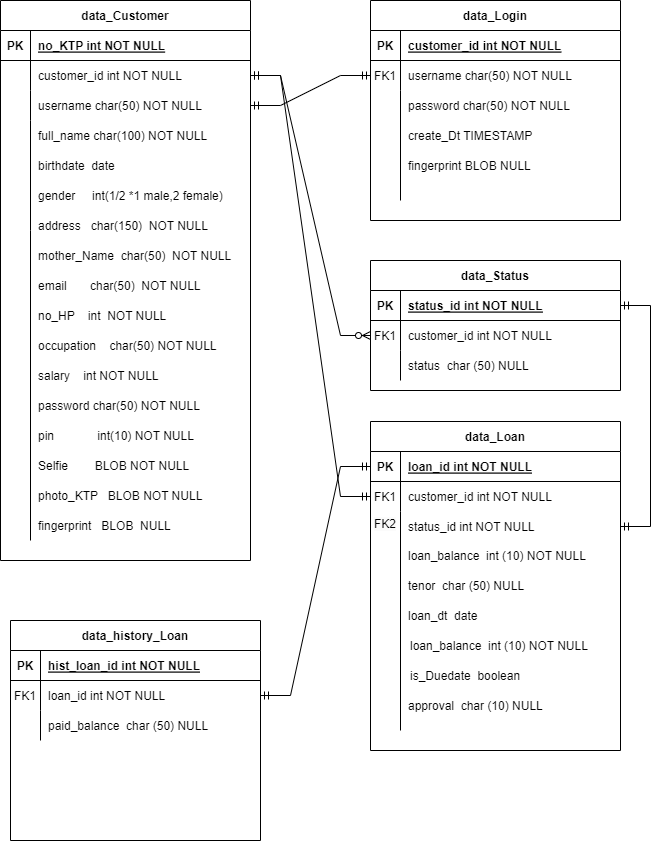 data_Customer
PK no_KTP int NOT NULL
customer_id int NOT NULL
username char(50) NOT NULL
full_name char(100) NOT NULL
birthdate date
gender int(1/2 *1 male,2 female)
address char(150) NOT NULL
mother_Name char(50) NOT NULL
email char(50) NOT NULL
no_HP int NOT NULL
occupation char(50) NOT NULL
salary int NOT NULL
password char(50) NOT NULL
pin int(10) NOT NULL
Selfie BLOB NOT NULL
photo_KTP BLOB NOT NULL
fingerprint BLOB NULL
data_Login
PK customer_id int NOT NULL
FK1 username char(50) NOT NULL
password char(50) NOT NULL
create_Dt TIMESTAMP
fingerprint BLOB NULL
data_Status
PK status_id int NOT NULL
FK1 customer_id int NOT NULL
status char (50) NULL
data_Loan
PK loan_id int NOT NULL
FK1 customer_id int NOT NULL
FK2 status_id int NOT NULL
loan_balance int (10) NOT NULL
tenor char (50) NULL
loan_dt date
loan_balance int (10) NOT NULL
is_Duedate boolean
approval char (10) NULL
data_history_Loan
PK hist_loan_id int NOT NULL
FK1 loan_id int NOT NULL
paid_balance char (50) NULL